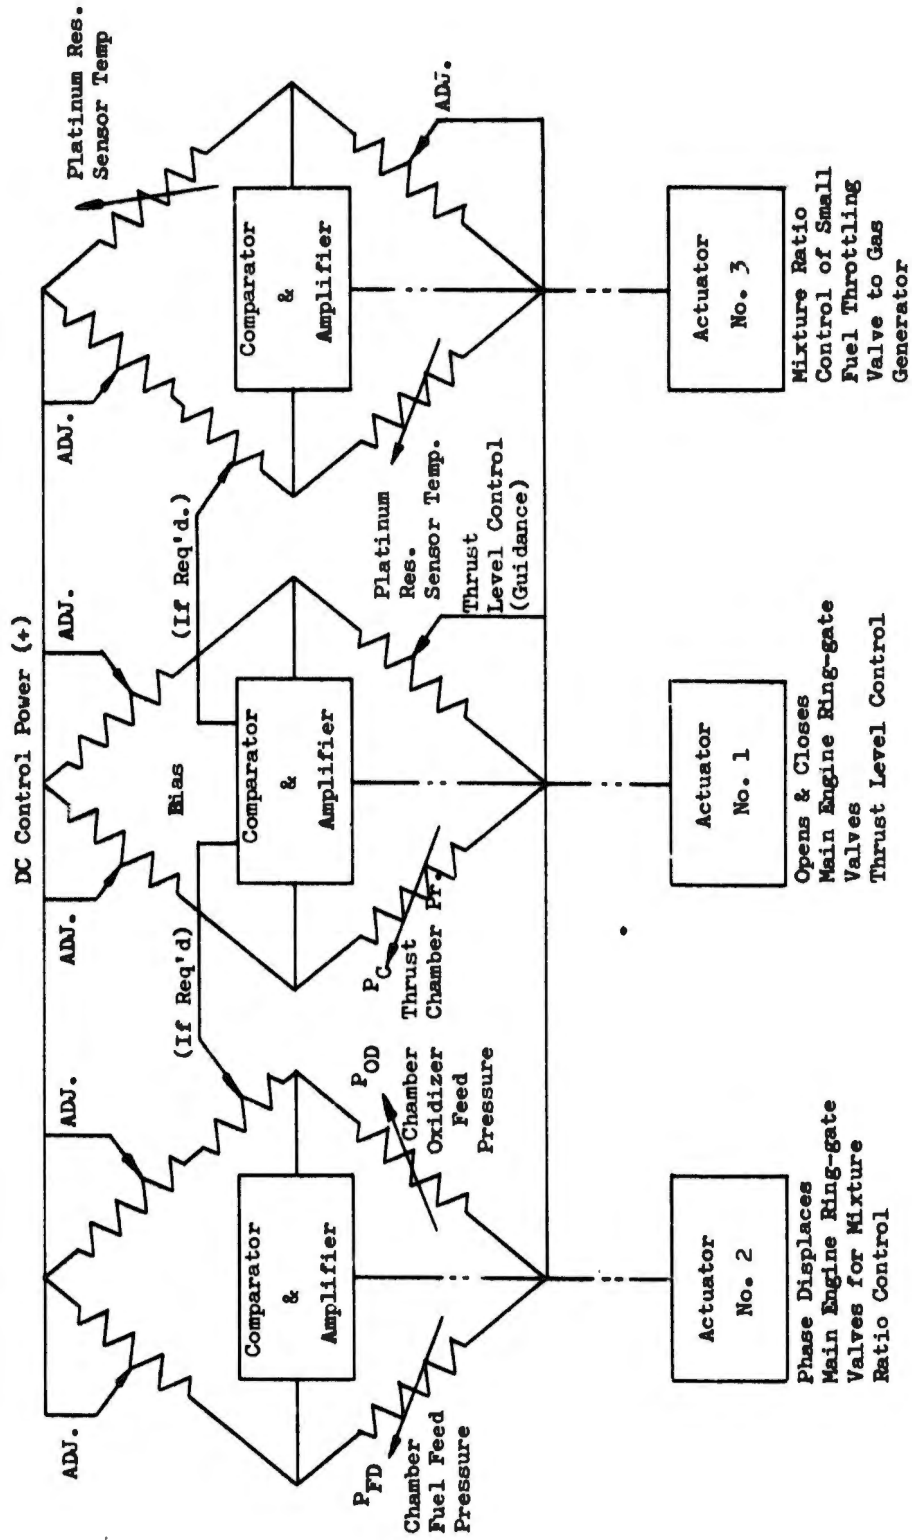 DC Control Power (+)
ADJ.
ADJ.
ADJ.
ADJ.
ADJ.
Platinum Res.
Sensor Temp
(If Req'd)
Bias
(If Req'd.)
Comparator
&
Amplifier
Comparator
&
Amplifier
Comparator
&
Amplifier
ADJ.
PFD
Chamber
Fuel Feed
Pressure
POD
Chamber
Oxidizer
Feed
Pressure
PC
Thrust
Chamber Pr.
Thrust
Level Control
(Guidance)
Platinum
Res.
Sensor Temp.
Actuator
No. 2
Phase Displaces
Main Engine Ring-gate
Valves for Mixture
Ratio Control
Actuator
No. 1
Opens & Closes
Main Engine Ring-gate
Valves
Thrust Level Control
Actuator
No. 3
Mixture Ratio
Control of Small
Fuel Throttling
Valve to Gas
Generator